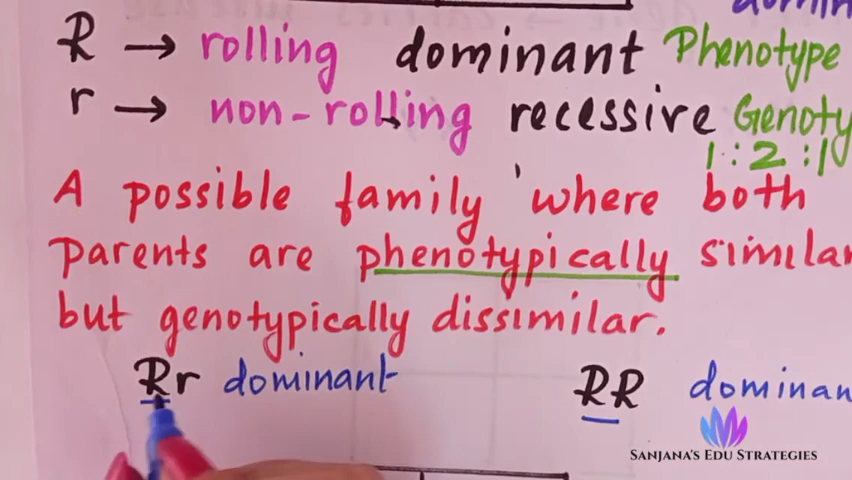 R → rolling dominant Phenotype
r → non-rolling recessive Genoty
1:2:1
A possible family where both
parents are phenotypically similar
but genotypically dissimilar.
Rr dominant RR dominan
SANJANA'S EDU STRATEGIES